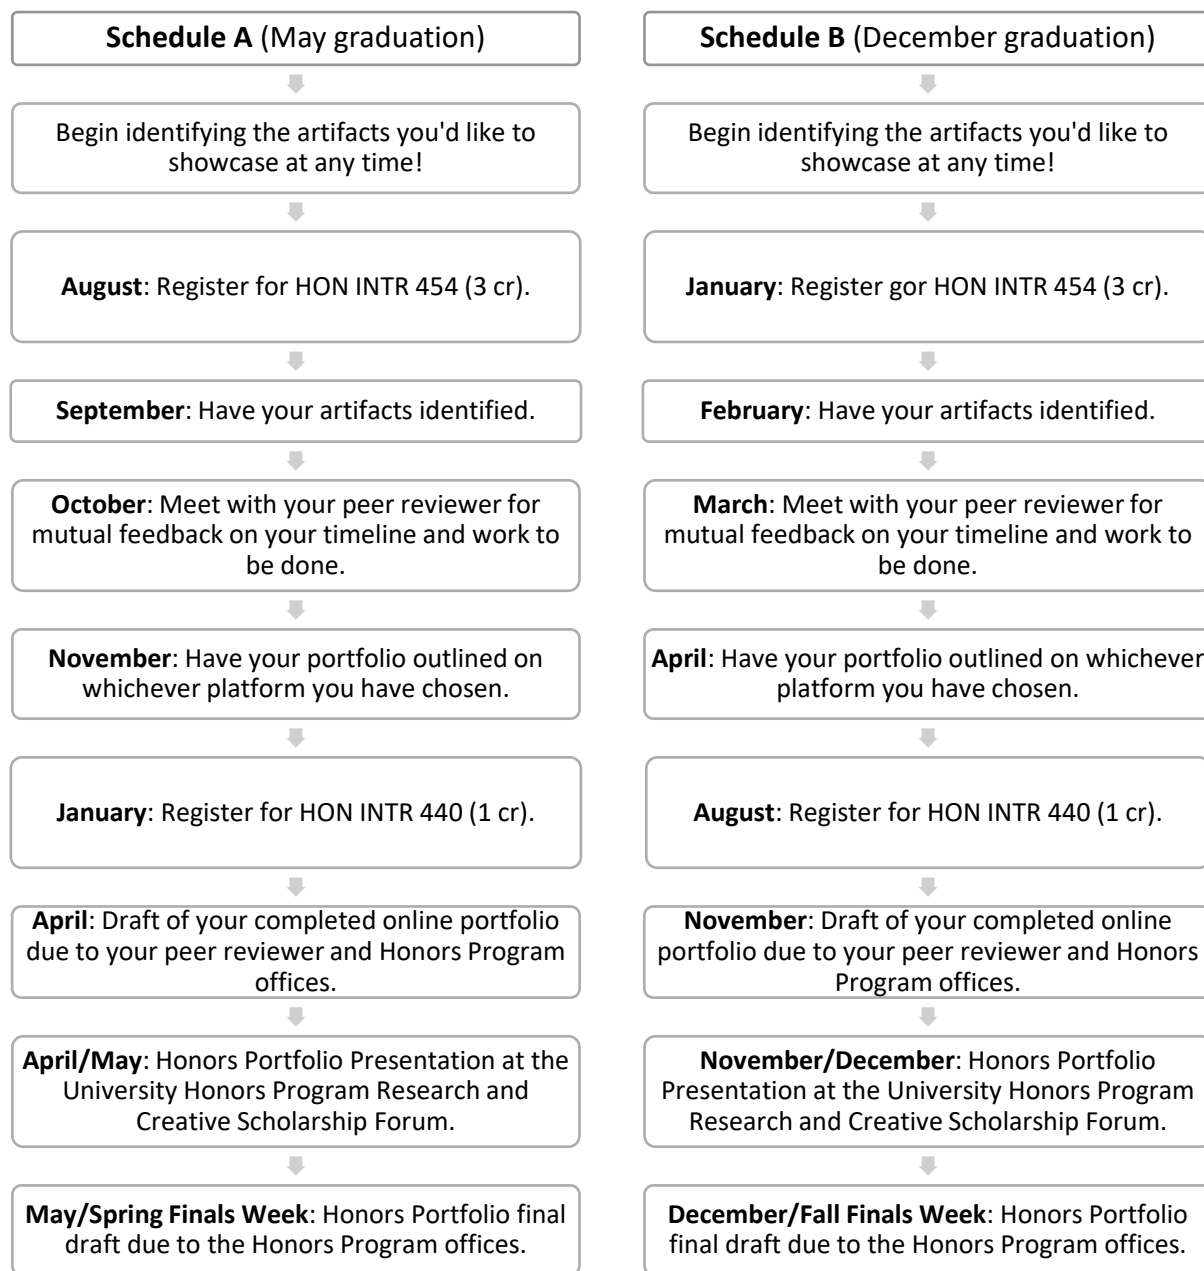 Schedule A (May graduation)
Begin identifying the artifacts you'd like to
showcase at any time!
August: Register for HON INTR 454 (3 cr).
September: Have your artifacts identified.
October: Meet with your peer reviewer for
mutual feedback on your timeline and work to
be done.
November: Have your portfolio outlined on
whichever platform you have chosen.
January: Register for HON INTR 440 (1 cr).
April: Draft of your completed online portfolio
due to your peer reviewer and Honors Program
offices.
April/May: Honors Portfolio Presentation at the
University Honors Program Research and
Creative Scholarship Forum.
May/Spring Finals Week: Honors Portfolio final
draft due to the Honors Program offices.
Schedule B (December graduation)
Begin identifying the artifacts you'd like to
showcase at any time!
January: Register gor HON INTR 454 (3 cr).
February: Have your artifacts identified.
March: Meet with your peer reviewer for
mutual feedback on your timeline and work to
be done.
April: Have your portfolio outlined on whichever
platform you have chosen.
August: Register for HON INTR 440 (1 cr).
November: Draft of your completed online
portfolio due to your peer reviewer and Honors
Program offices.
November/December: Honors Portfolio
Presentation at the University Honors Program
Research and Creative Scholarship Forum.
December/Fall Finals Week: Honors Portfolio
final draft due to the Honors Program offices.